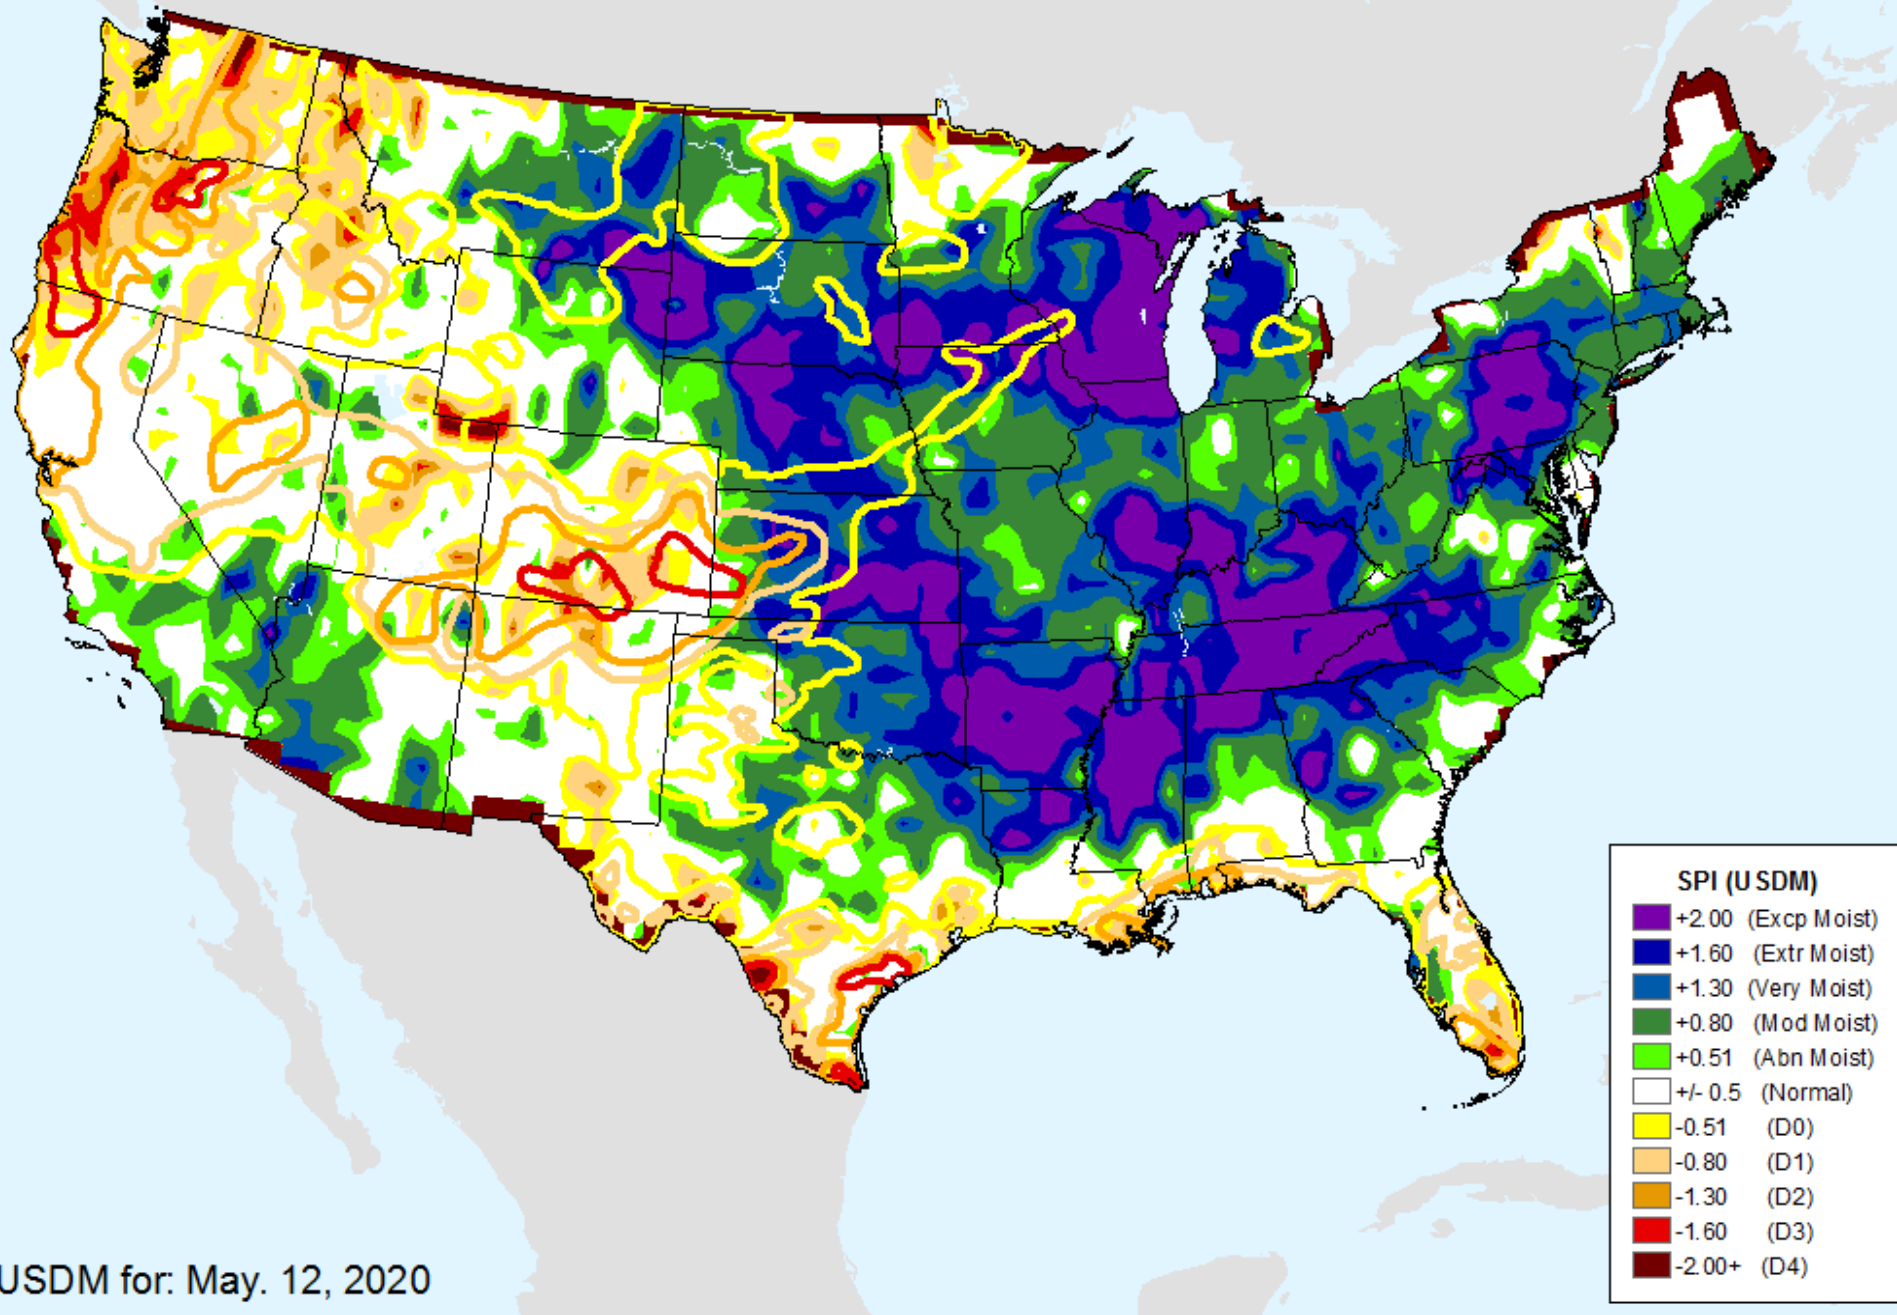 SPI (USDM)
+2.00 (Excp Moist)
+1.60 (Extr Moist)
+1.30 (Very Moist)
+0.80 (Mod Moist)
+0.51 (Abn Moist)
+/- 0.5 (Normal)
-0.51 (D0)
-0.80 (D1)
-1.30 (D2)
-1.60 (D3)
-2.00+ (D4)
USDM for: May. 12, 2020